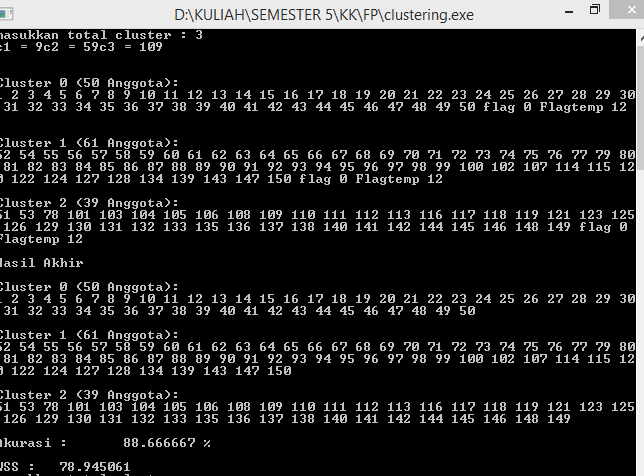 D:\KULIAH\SEMESTER 5\KK\FP\clustering.exe
masukkan total cluster : 3
c1 = 9c2 = 59c3 = 109
Cluster 0 (50 Anggota):
1 2 3 4 5 6 7 8 9 10 11 12 13 14 15 16 17 18 19 20 21 22 23 24 25 26 27 28 29 30
31 32 33 34 35 36 37 38 39 40 41 42 43 44 45 46 47 48 49 50 flag 0 Flagtemp 12
Cluster 1 (61 Anggota):
52 54 55 56 57 58 59 60 61 62 63 64 65 66 67 68 69 70 71 72 73 74 75 76 77 79 80
81 82 83 84 85 86 87 88 89 90 91 92 93 94 95 96 97 98 99 100 102 107 114 115 12
0 122 124 127 128 134 139 143 147 150 flag 0 Flagtemp 12
Cluster 2 (39 Anggota):
51 53 78 101 103 104 105 106 108 109 110 111 112 113 116 117 118 119 121 123 125
126 129 130 131 132 133 135 136 137 138 140 141 142 144 145 146 148 149 flag 0
Flagtemp 12
Hasil Akhir
Cluster 0 (50 Anggota):
1 2 3 4 5 6 7 8 9 10 11 12 13 14 15 16 17 18 19 20 21 22 23 24 25 26 27 28 29 30
31 32 33 34 35 36 37 38 39 40 41 42 43 44 45 46 47 48 49 50
Cluster 1 (61 Anggota):
52 54 55 56 57 58 59 60 61 62 63 64 65 66 67 68 69 70 71 72 73 74 75 76 77 79 80
81 82 83 84 85 86 87 88 89 90 91 92 93 94 95 96 97 98 99 100 102 107 114 115 12
0 122 124 127 128 134 139 143 147 150
Cluster 2 (39 Anggota):
51 53 78 101 103 104 105 106 108 109 110 111 112 113 116 117 118 119 121 123 125
126 129 130 131 132 133 135 136 137 138 140 141 142 144 145 146 148 149
Akurasi : 88.666667 %
WSS : 78.945061